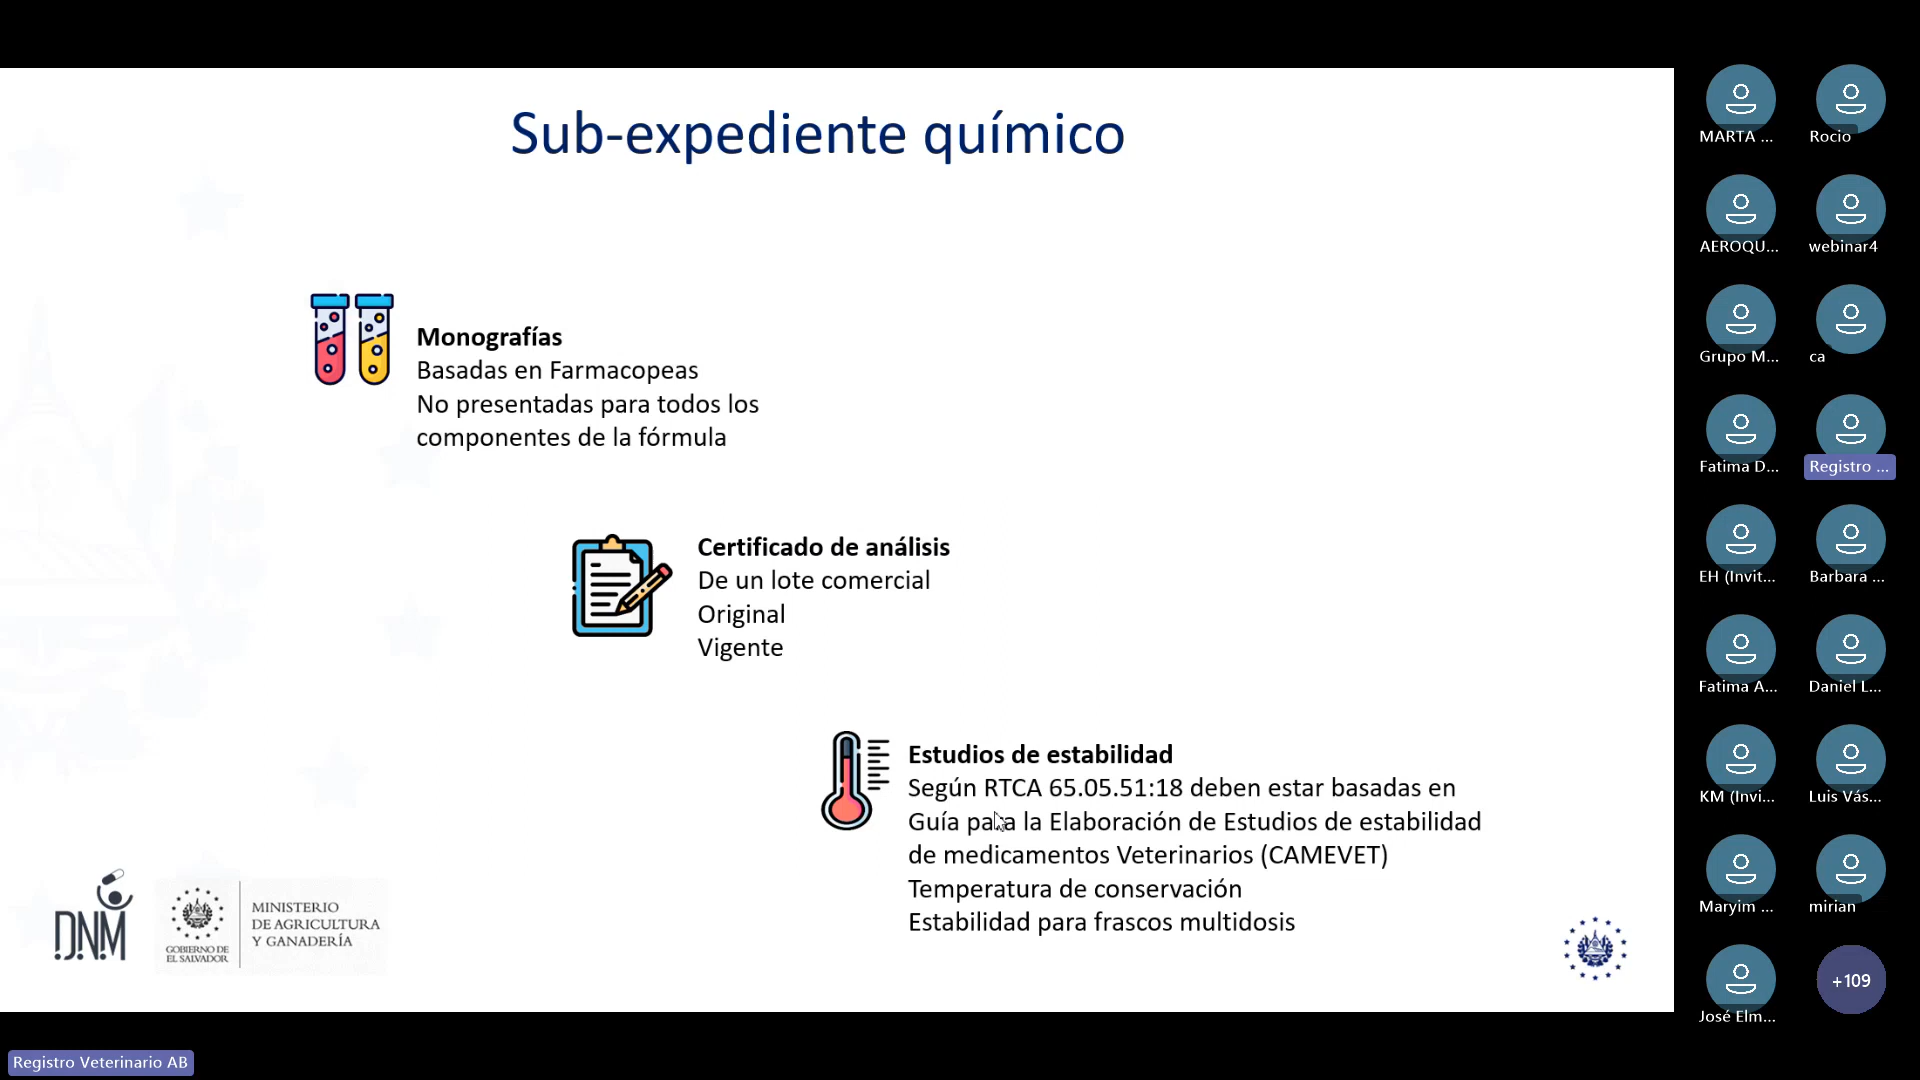 Sub-expediente químico
Monografías
Basadas en Farmacopeas
No presentadas para todos los
componentes de la fórmula
Certificado de análisis
De un lote comercial
Original
Vigente
Estudios de estabilidad
Según RTCA 65.05.51:18 deben estar basadas en
Guía para la Elaboración de Estudios de estabilidad
de medicamentos Veterinarios (CAMEVET)
Temperatura de conservación
Estabilidad para frascos multidosis
DNM
GOBIERNO DE
EL SALVADOR
MINISTERIO
DE AGRICULTURA
Y GANADERÍA
MARTA ...
Rocio
AEROQU...
webinar4
Grupo M...
ca
Fatima D...
Registro ...
EH (Invit...
Barbara ...
Fatima A...
Daniel L...
KM (Invi...
Luis Vás...
Maryim ...
mirian
José Elm...
+109
Registro Veterinario AB